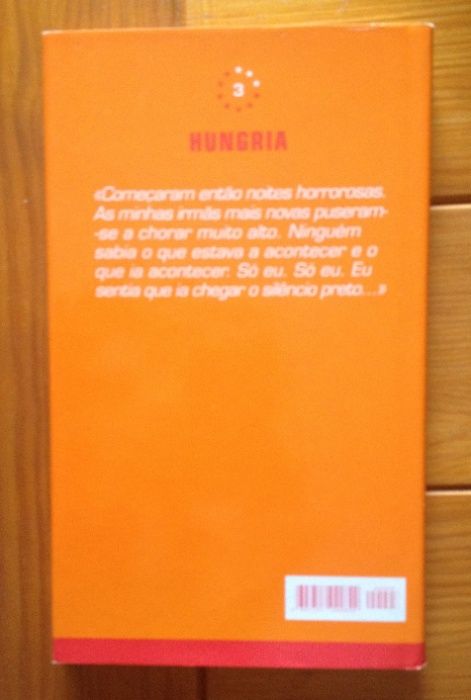 3
HUNGRIA
«Começaram então noites horrorosas.
As minhas irmãs mais novas puseram-
-se a chorar muito alto. Ninguém
sabia o que estava a acontecer e o
que ia acontecer. Só eu. Só eu. Eu
sentia que ia chegar o silêncio preto...»